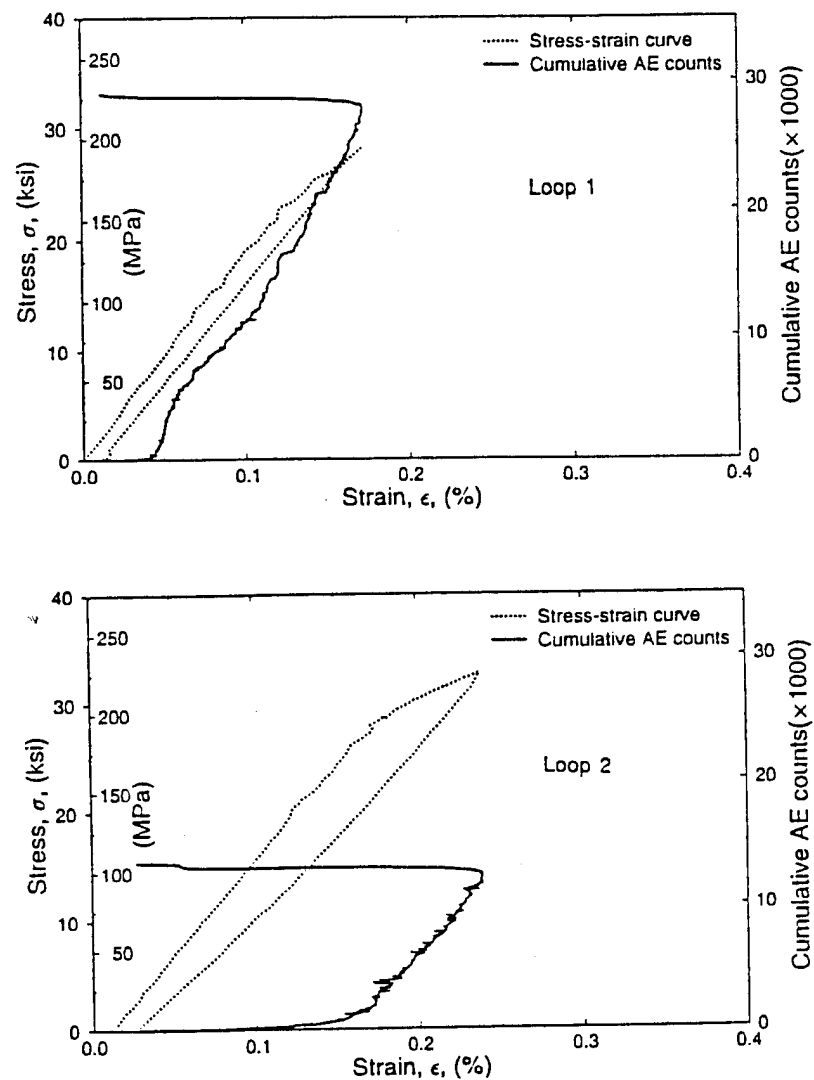 40
30
20
10
0
Stress, σ, (ksi)
250
200
150
100
50
(MPa)
Stress-strain curve
Cumulative AE counts
Loop 1
30
20
10
0
Cumulative AE counts(×1000)
0.0 0.1 0.2 0.3 0.4
Strain, ϵ, (%)
40
30
20
10
0
Stress, σ, (ksi)
250
200
150
100
50
(MPa)
Stress-strain curve
Cumulative AE counts
Loop 2
30
20
10
0
Cumulative AE counts(×1000)
0.0 0.1 0.2 0.3 0.4
Strain, ϵ, (%)